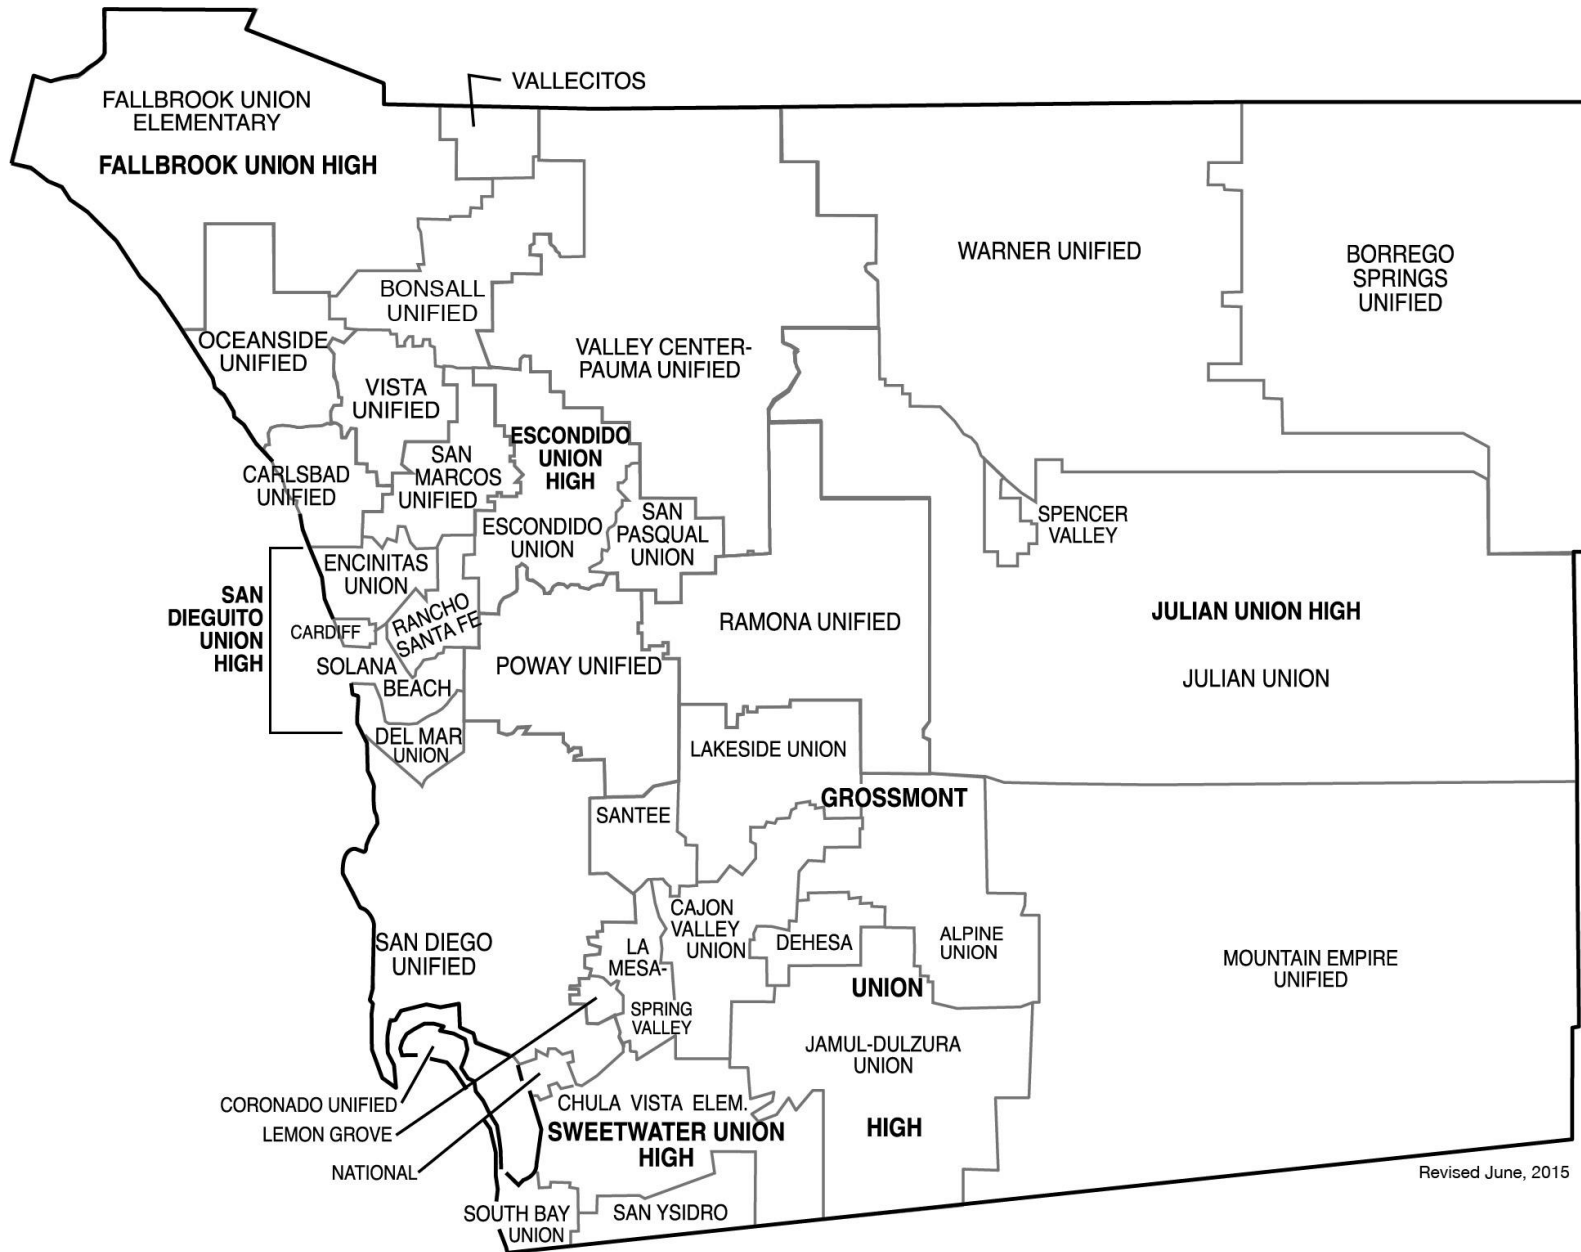 VALLECITOS
FALLBROOK UNION
ELEMENTARY
FALLBROOK UNION HIGH
WARNER UNIFIED
BORREGO
SPRINGS
UNIFIED
BONSALL
UNIFIED
OCEANSIDE
UNIFIED
VALLEY CENTER-
PAUMA UNIFIED
VISTA
UNIFIED
ESCONDIDO
UNION
HIGH
SAN
MARCOS
UNIFIED
CARLSBAD
UNIFIED
ESCONDIDO
UNION
SAN
PASQUAL
UNION
SPENCER
VALLEY
ENCINITAS
UNION
SAN
DIEGUITO
UNION
HIGH
CARDIFF
RANCHO
SANTA FE
RAMONA UNIFIED
JULIAN UNION HIGH
SOLANA
BEACH
POWAY UNIFIED
JULIAN UNION
DEL MAR
UNION
LAKESIDE UNION
GROSSMONT
SANTEE
CAJON
VALLEY
UNION
DEHESA
ALPINE
UNION
SAN DIEGO
UNIFIED
LA
MESA-
SPRING
VALLEY
MOUNTAIN EMPIRE
UNIFIED
UNION
JAMUL-DULZURA
UNION
CORONADO UNIFIED
LEMON GROVE
NATIONAL
CHULA VISTA ELEM.
SWEETWATER UNION
HIGH
HIGH
SOUTH BAY
UNION
SAN YSIDRO
Revised June, 2015